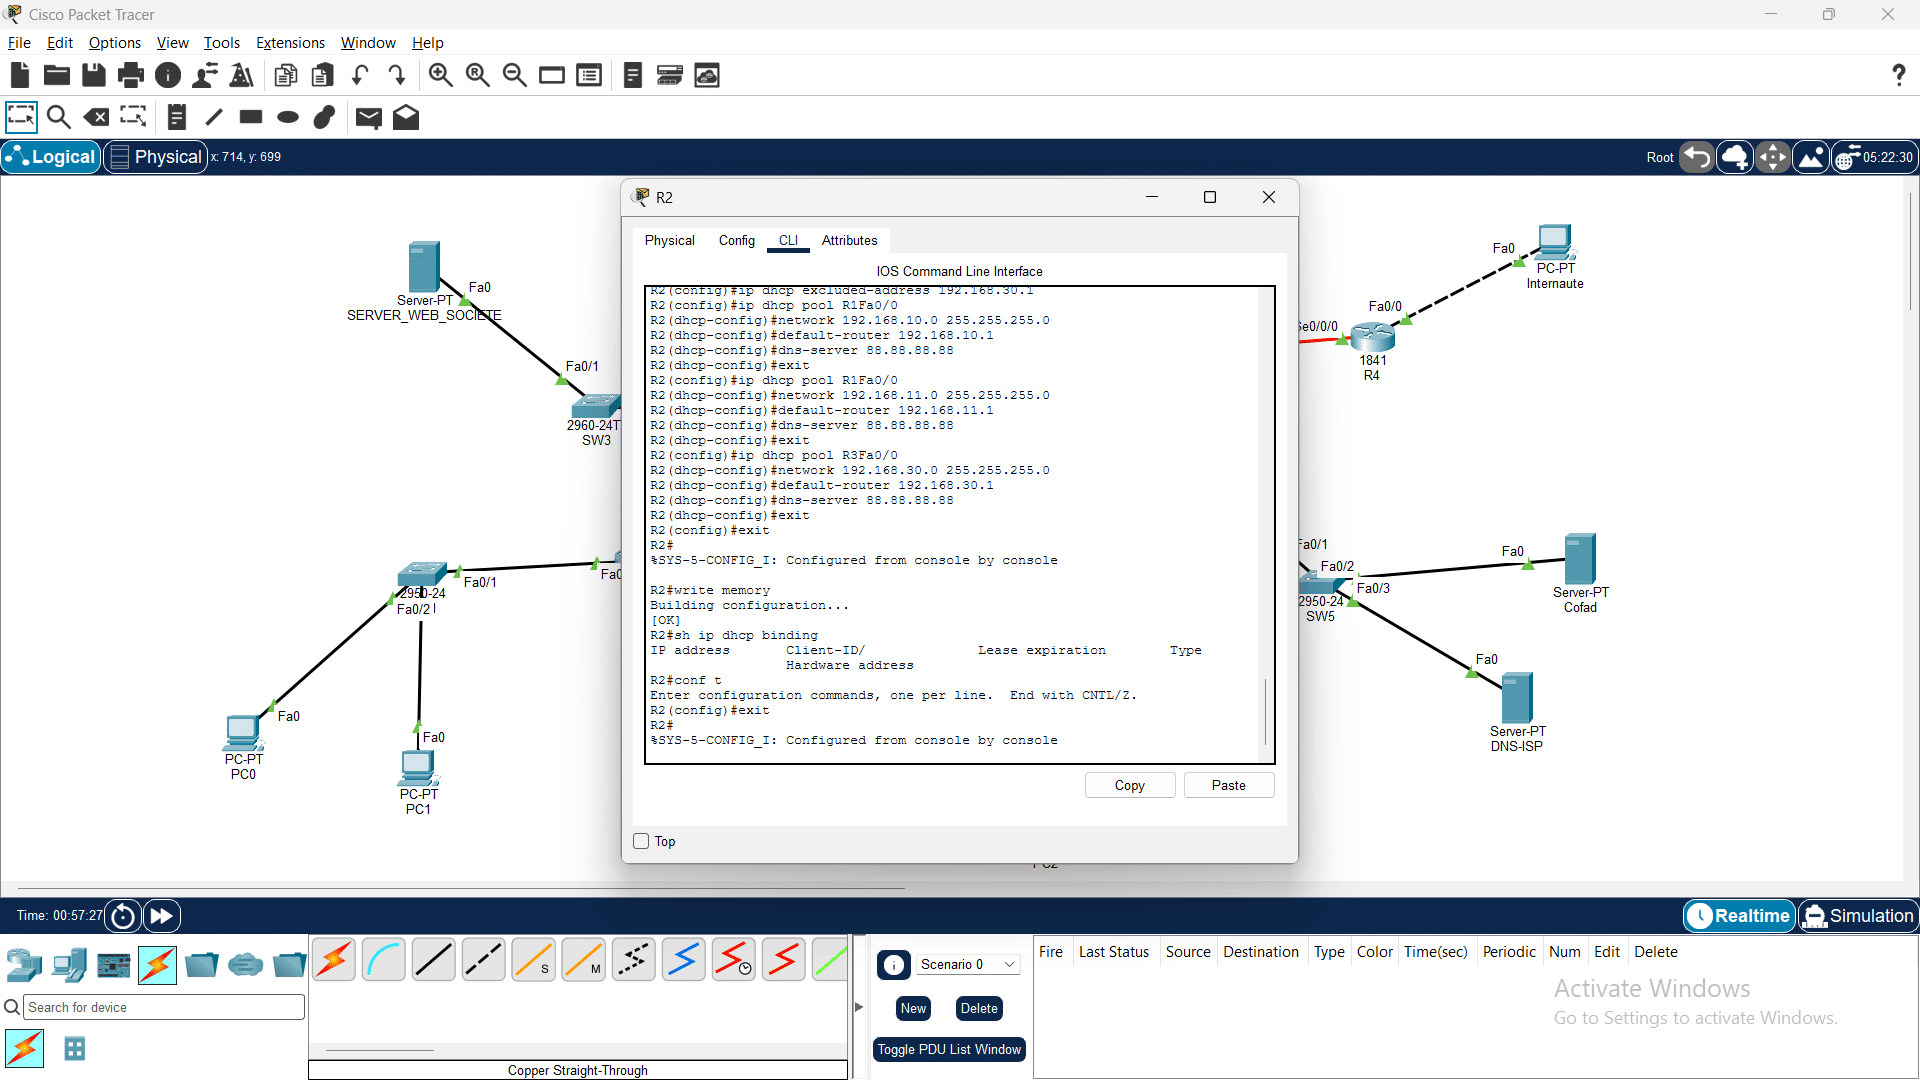 Cisco Packet Tracer
File Edit Options View Tools Extensions Window Help
Logical Physical x: 714, y: 699
Root 05:22:30
Fa0
Server-PT
SERVER_WEB_SOCIETE
Fa0/1
2960-24T
SW3
2950-24
Fa0/1
Fa0/2
Fa0
PC-PT
PC0
Fa0
PC-PT
PC1
R2
Physical Config CLI Attributes
IOS Command Line Interface
R2(config)#ip dhcp excluded-address 192.168.30.1
R2(config)#ip dhcp pool R1Fa0/0
R2(dhcp-config)#network 192.168.10.0 255.255.255.0
R2(dhcp-config)#default-router 192.168.10.1
R2(dhcp-config)#dns-server 88.88.88.88
R2(dhcp-config)#exit
R2(config)#ip dhcp pool R1Fa0/0
R2(dhcp-config)#network 192.168.11.0 255.255.255.0
R2(dhcp-config)#default-router 192.168.11.1
R2(dhcp-config)#dns-server 88.88.88.88
R2(dhcp-config)#exit
R2(config)#ip dhcp pool R3Fa0/0
R2(dhcp-config)#network 192.168.30.0 255.255.255.0
R2(dhcp-config)#default-router 192.168.30.1
R2(dhcp-config)#dns-server 88.88.88.88
R2(dhcp-config)#exit
R2(config)#exit
R2#
%SYS-5-CONFIG_I: Configured from console by console
R2#write memory
Building configuration...
[OK]
R2#sh ip dhcp binding
IP address Client-ID/ Lease expiration Type
Hardware address
R2#conf t
Enter configuration commands, one per line. End with CNTL/Z.
R2(config)#exit
R2#
%SYS-5-CONFIG_I: Configured from console by console
Copy Paste
Top
Fa0
PC-PT
Internaute
Fa0/0
Se0/0/0
1841
R4
Fa0/1
Fa0/2
Fa0/3
2950-24
SW5
Fa0
Server-PT
Cofad
Fa0
Server-PT
DNS-ISP
PC2
Time: 00:57:27
Realtime Simulation
S M
Search for device
Copper Straight-Through
Scenario 0
New Delete
Toggle PDU List Window
Fire Last Status Source Destination Type Color Time(sec) Periodic Num Edit Delete
Activate Windows
Go to Settings to activate Windows.